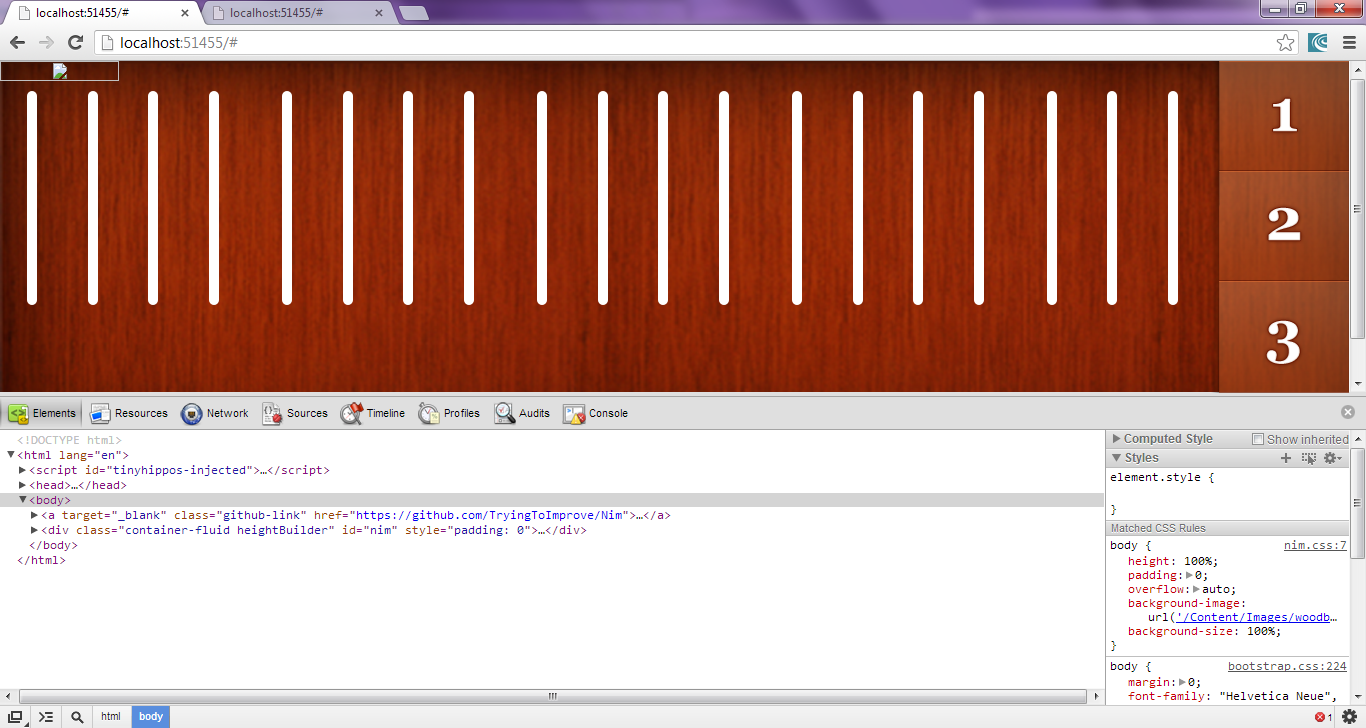 localhost:51455/#
localhost:51455/#
localhost:51455/#
1
2
3
Elements Resources Network Sources Timeline Profiles Audits Console
<!DOCTYPE html>
<html lang="en">
<script id="tinyhippos-injected">…</script>
<head>…</head>
<body>
<a target="_blank" class="github-link" href="https://github.com/TryingToImprove/Nim">…</a>
<div class="container-fluid heightBuilder" id="nim" style="padding: 0">…</div>
</body>
</html>
Computed Style Show inherited
Styles
element.style {
}
Matched CSS Rules
body { nim.css:7
height: 100%;
padding: 0;
overflow: auto;
background-image:
url('/Content/Images/woodb…
background-size: 100%;
}
body { bootstrap.css:224
margin: 0;
font-family: "Helvetica Neue",
html body 1